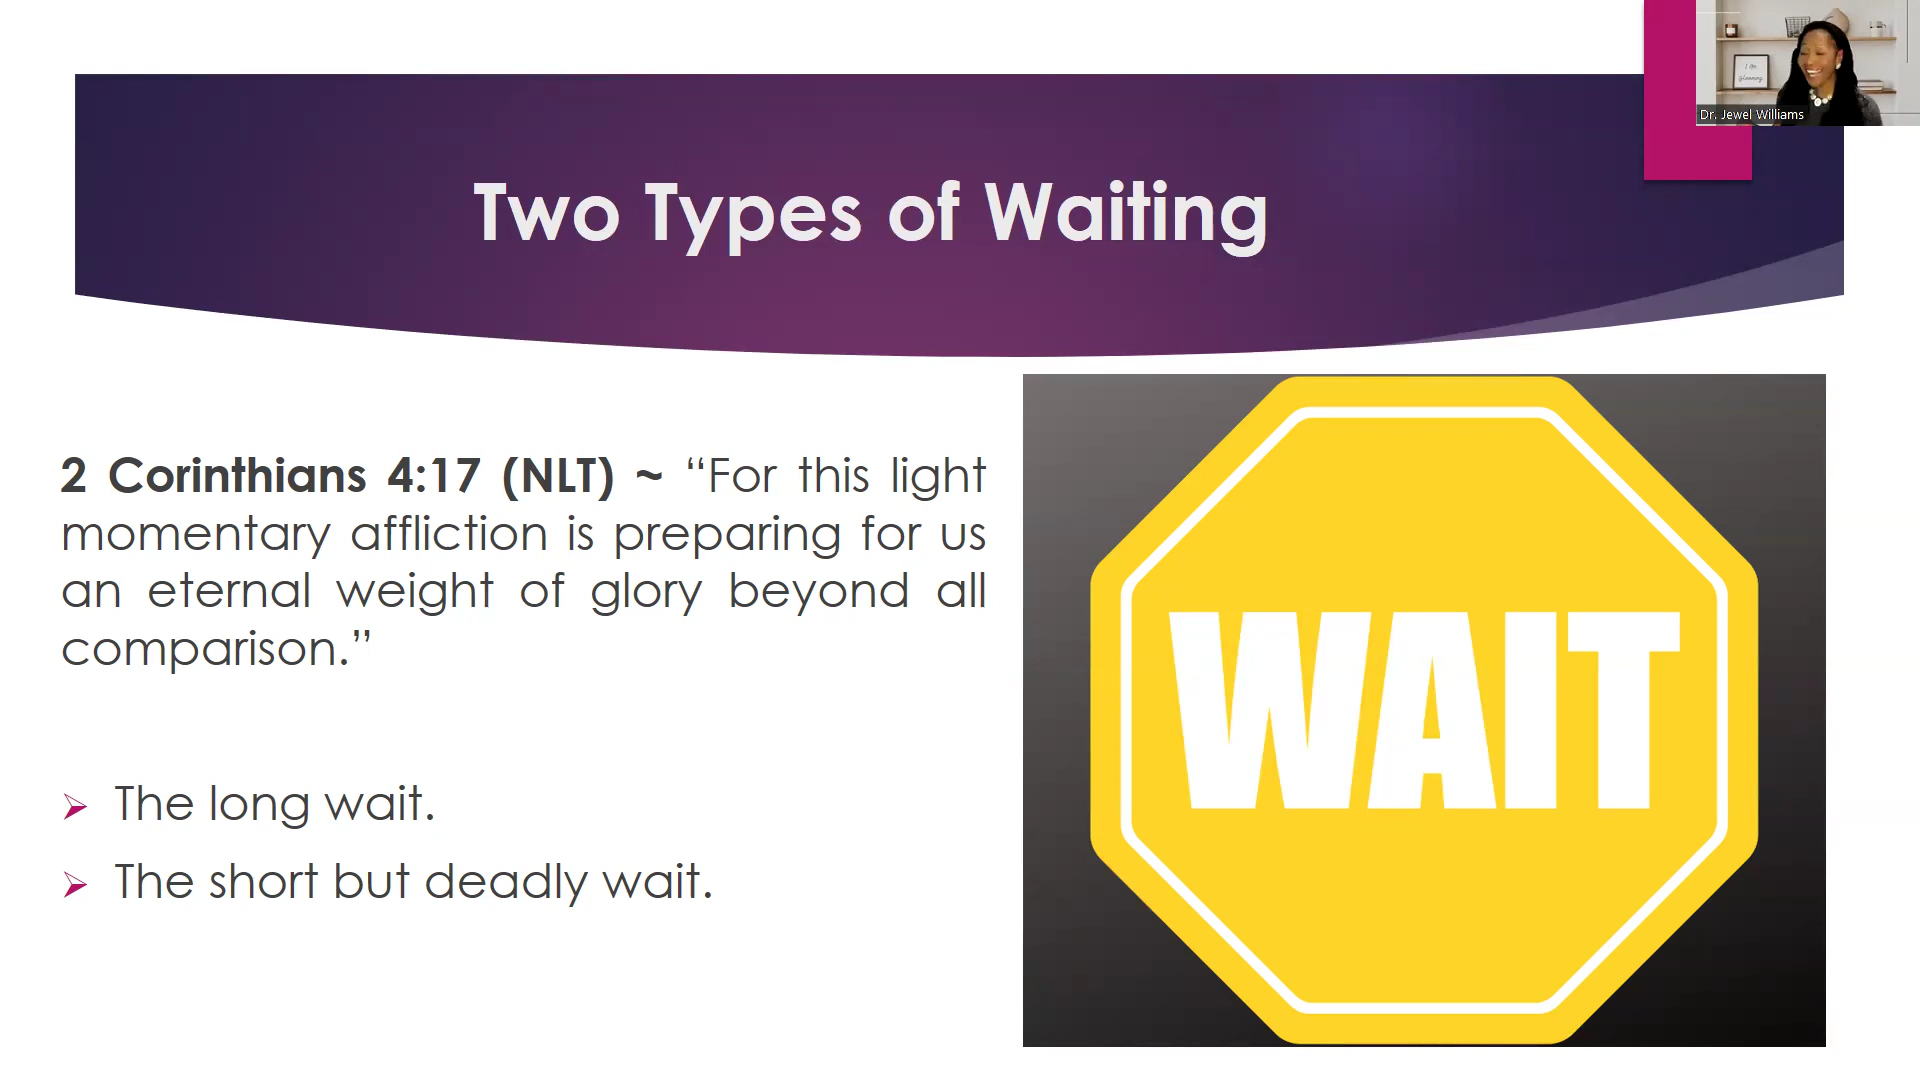 Dr. Jewel Williams
Two Types of Waiting
2 Corinthians 4:17 (NLT) ~ “For this light
momentary affliction is preparing for us
an eternal weight of glory beyond all
comparison.”
The long wait.
The short but deadly wait.
WAIT